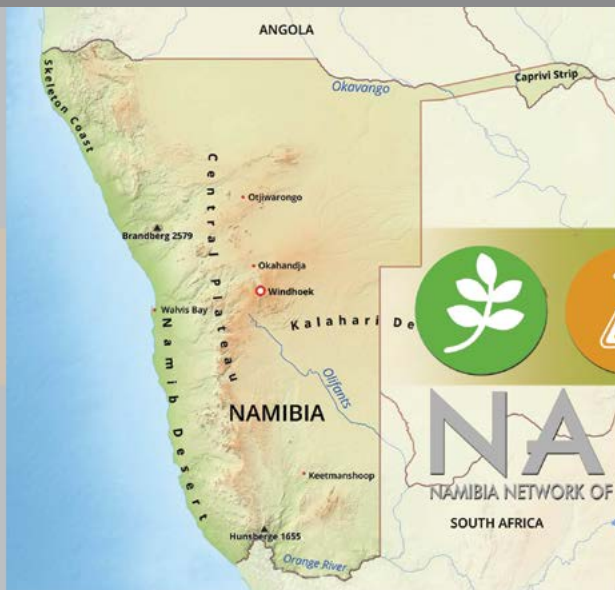 ANGOLA
Skeleton Coast
Okavango
Caprivi Strip
Central Plateau
Otjiwarongo
Brandberg 2579
Okahandja
Windhoek
Walvis Bay
Kalahari De
Namib Desert
Olifants
NAMIBIA
NA
Keetmanshoop
NAMIBIA NETWORK OF
SOUTH AFRICA
Hunsberge 1655
Orange River